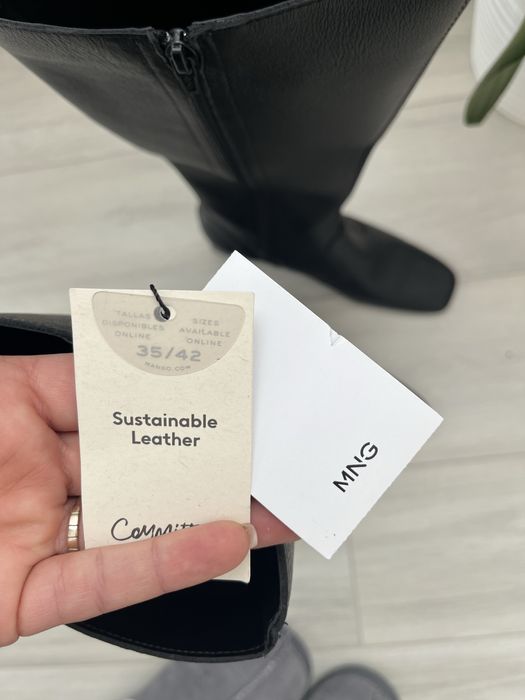 TALLAS
DISPONIBLES
ONLINE
SIZES
AVAILABLE
ONLINE
35/42
MANGO.COM
Sustainable
Leather
MNG